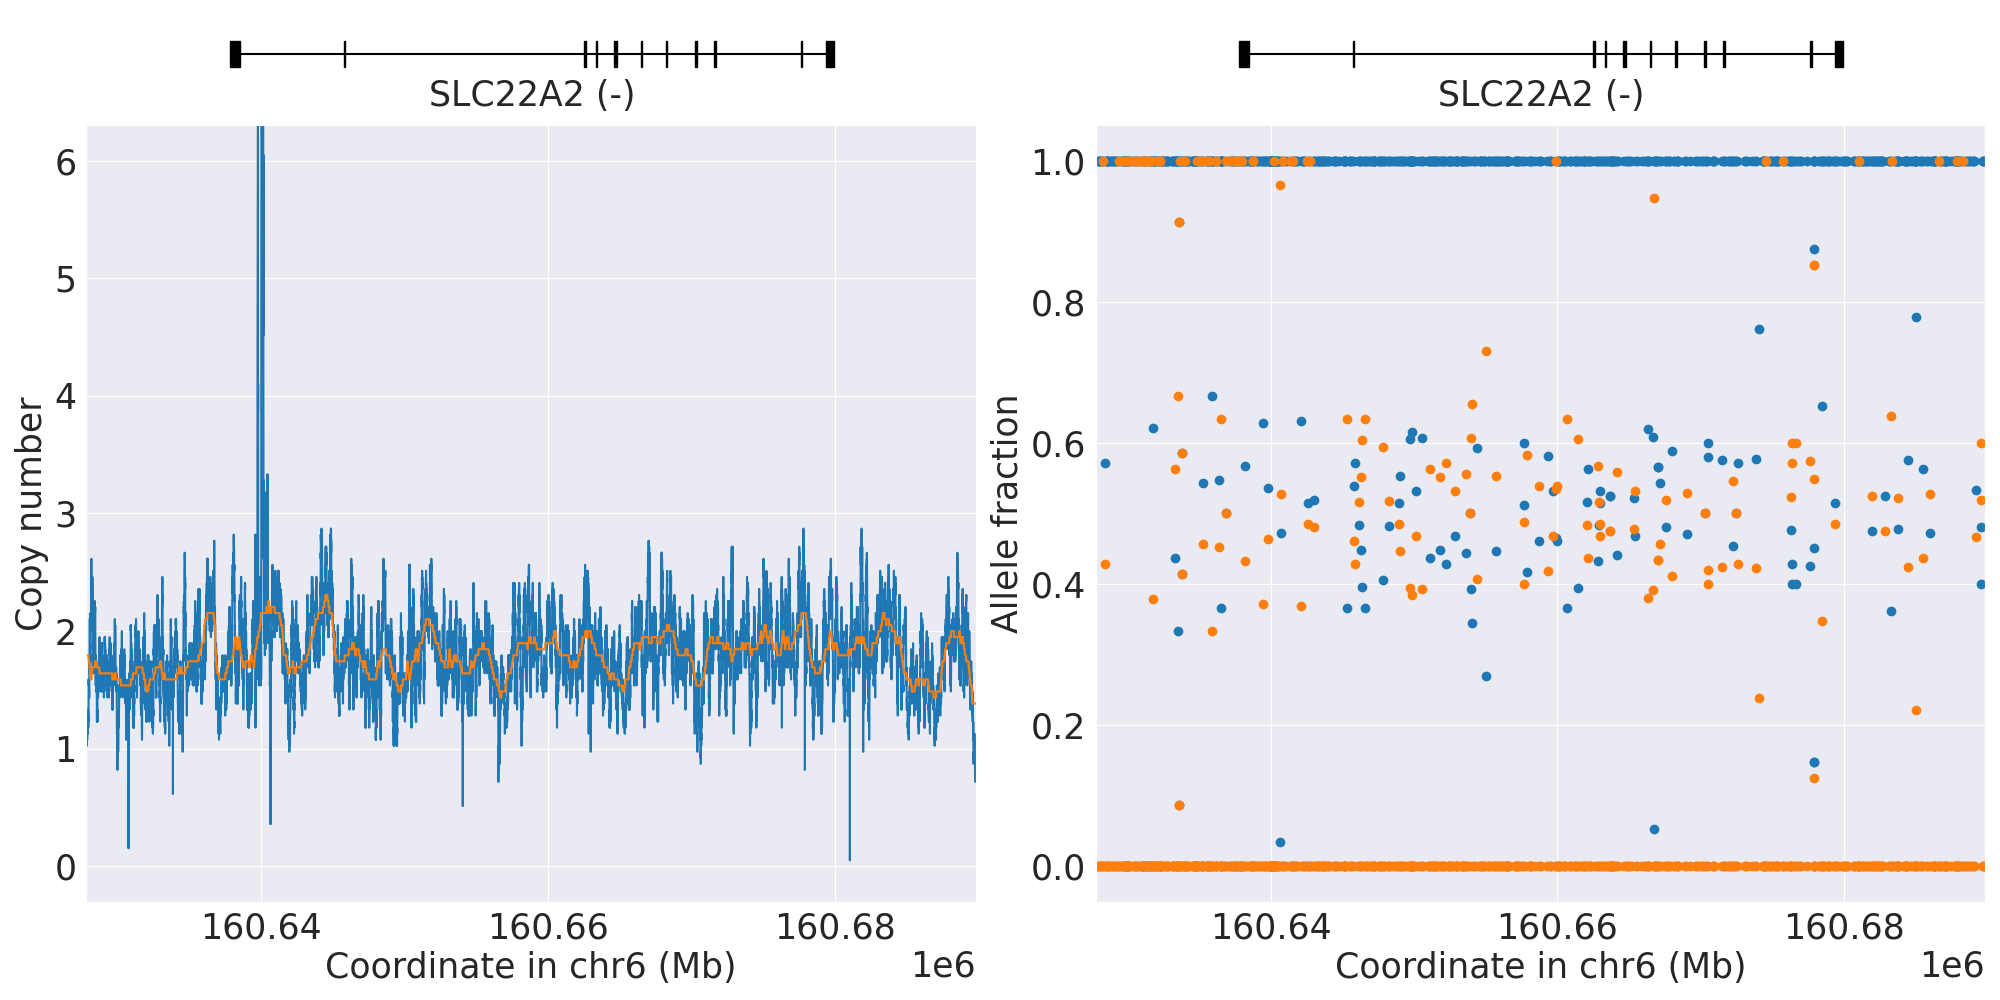 SLC22A2 (-)
6
5
4
3
2
1
0
Copy number
160.64
160.66
160.68
Coordinate in chr6 (Mb)
1e6
SLC22A2 (-)
1.0
0.8
0.6
0.4
0.2
0.0
Allele fraction
160.64
160.66
160.68
Coordinate in chr6 (Mb)
1e6